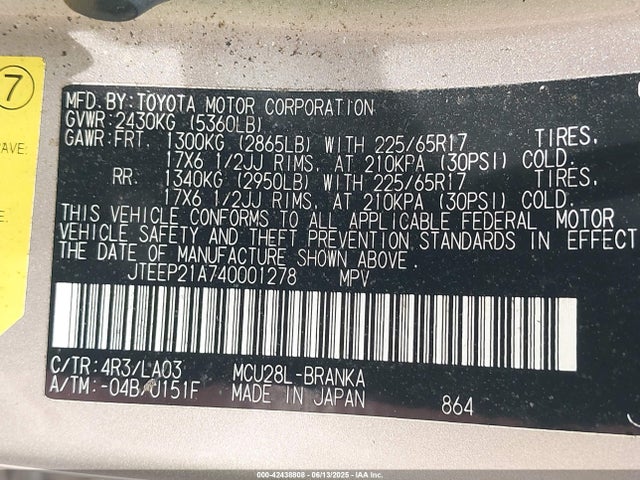 7
AVE.
E.
MFD.BY:TOYOTA MOTOR CORPORATION
GVWR:2430KG (5360LB)
GAWR:FRT. 1300KG (2865LB) WITH 225/65R17 TIRES,
17X6 1/2JJ RIMS, AT 210KPA (30PSI) COLD.
RR. 1340KG (2950LB) WITH 225/65R17 TIRES,
17X6 1/2JJ RIMS, AT 210KPA (30PSI) COLD.
THIS VEHICLE CONFORMS TO ALL APPLICABLE FEDERAL MOTOR
VEHICLE SAFETY AND THEFT PREVENTION STANDARDS IN EFFECT
THE DATE OF MANUFACTURE SHOWN ABOVE.
JTEEP21A740001278 MPV
C/TR:4R3/LA03 MCU28L-BRANKA
A/TM:-04B/U151F MADE IN JAPAN 864
000-42438808 - 06/13/2025 - IAA Inc.